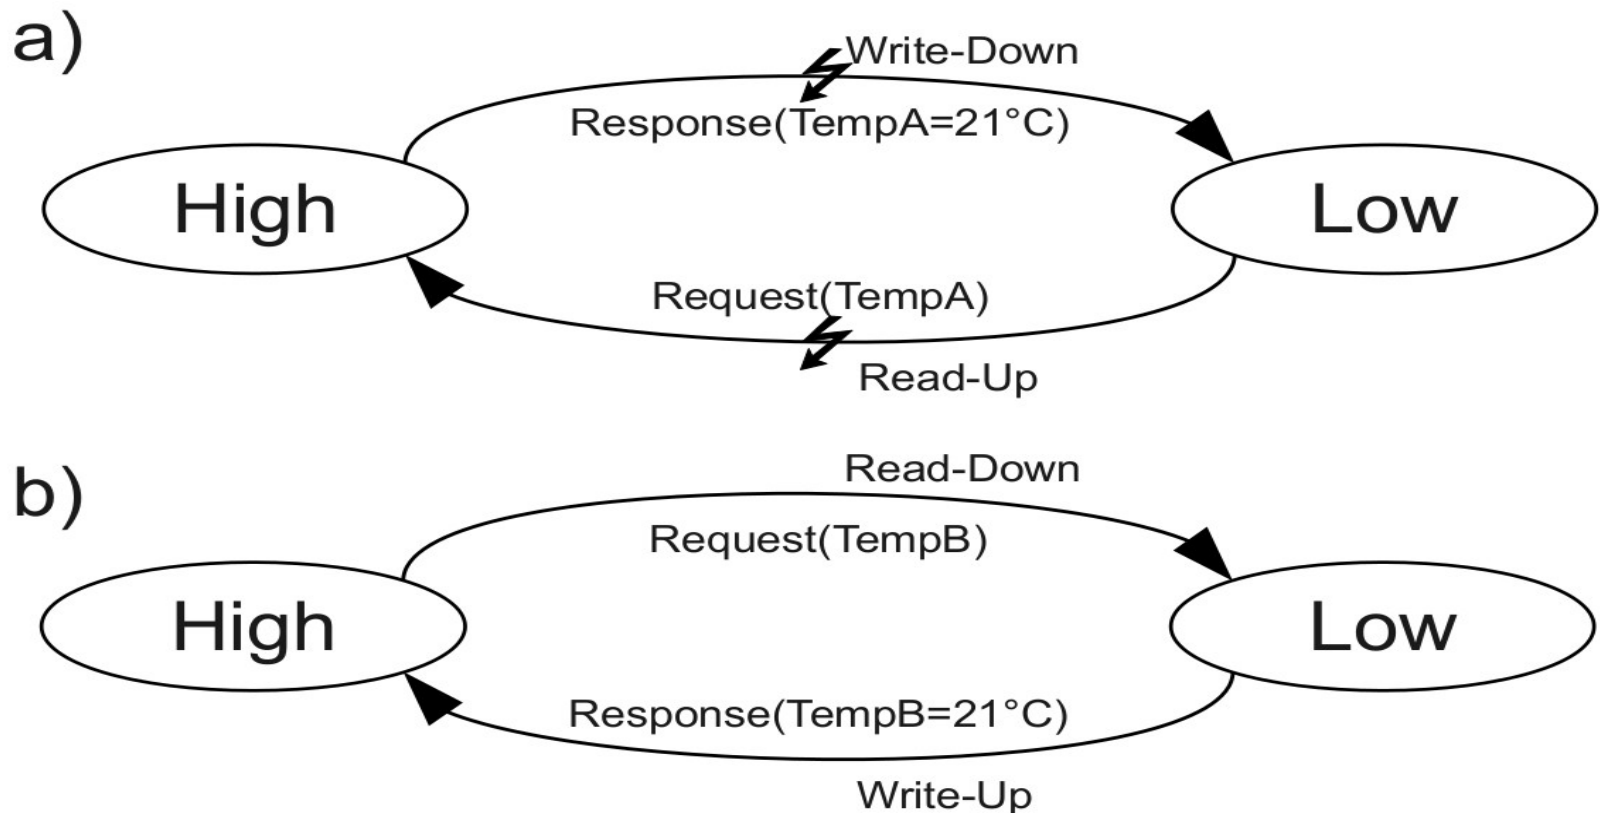 a)
Write-Down
Response(TempA=21°C)
High
Low
Request(TempA)
Read-Up
b)
Read-Down
Request(TempB)
High
Low
Response(TempB=21°C)
Write-Up